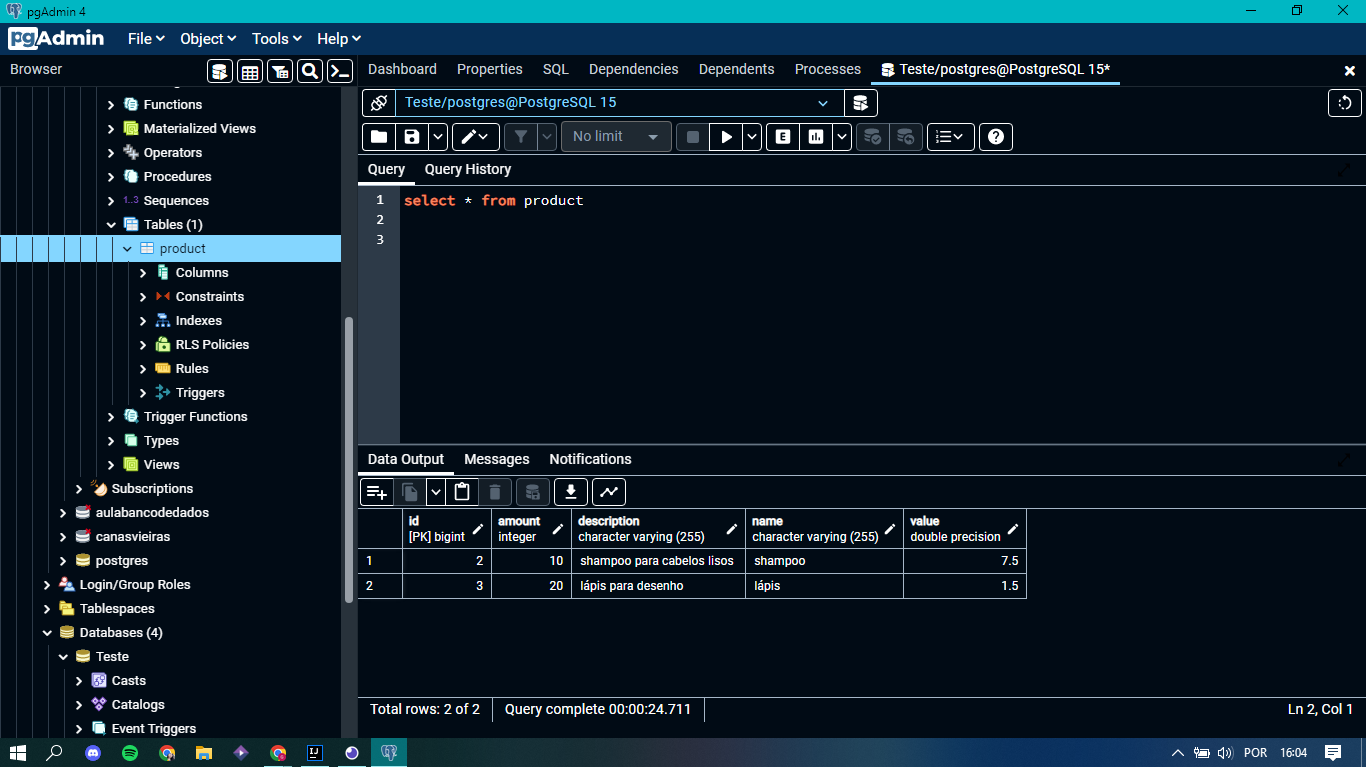 pgAdmin 4
pgAdmin File Object Tools Help
Browser
Dashboard Properties SQL Dependencies Dependents Processes Teste/postgres@PostgreSQL 15*
Functions
Materialized Views
Operators
Procedures
1..3 Sequences
Tables (1)
product
Columns
Constraints
Indexes
RLS Policies
Rules
Triggers
Trigger Functions
Types
Views
Subscriptions
aulabancodedados
canasvieiras
postgres
Login/Group Roles
Tablespaces
Databases (4)
Teste
Casts
Catalogs
Event Triggers
Teste/postgres@PostgreSQL 15
No limit E
Query Query History
1 select * from product
2
3
Data Output Messages Notifications
id amount description name value
[PK] bigint integer character varying (255) character varying (255) double precision
1 2 10 shampoo para cabelos lisos shampoo 7.5
2 3 20 lápis para desenho lápis 1.5
Total rows: 2 of 2 Query complete 00:00:24.711 Ln 2, Col 1
POR 16:04